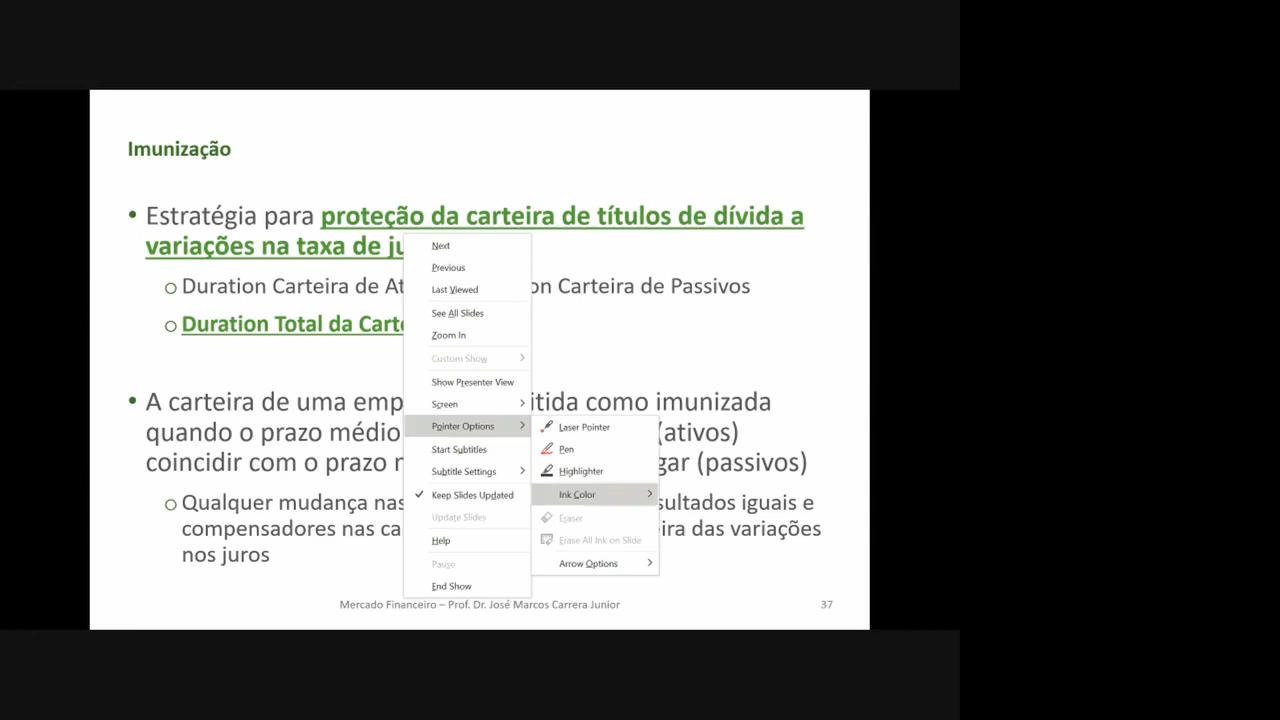 Imunização
• Estratégia para proteção da carteira de títulos de dívida a
variações na taxa de ju
o Duration Carteira de At on Carteira de Passivos
o Duration Total da Carte
• A carteira de uma emp itida como imunizada
quando o prazo médio (ativos)
coincidir com o prazo gar (passivos)
o Qualquer mudança nas sultados iguais e
compensadores nas ca ira das variações
nos juros
Next
Previous
Last Viewed
See All Slides
Zoom In
Custom Show
Show Presenter View
Screen
Pointer Options
Start Subtitles
Subtitle Settings
Keep Slides Updated
Update Slides
Help
Pause
End Show
Laser Pointer
Pen
Highlighter
Ink Color
Eraser
Erase All Ink on Slide
Arrow Options
Mercado Financeiro – Prof. Dr. José Marcos Carrera Junior
37